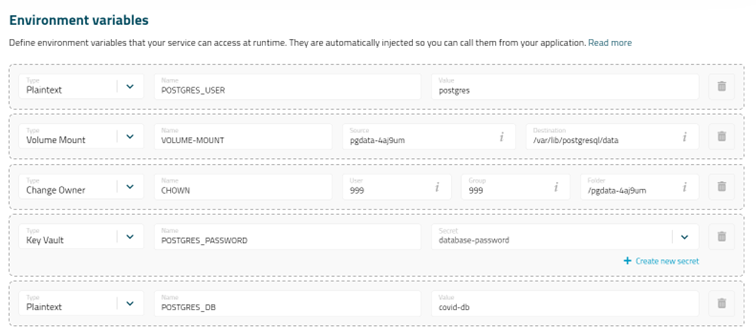 Environment variables
Define environment variables that your service can access at runtime. They are automatically injected so you can call them from your application. Read more
Type Name Value
Plaintext POSTGRES_USER postgres
Type Name Source Destination
Volume Mount VOLUME-MOUNT pgdata-4aj9um i /var/lib/postgresql/data i
Type Name User Group Folder
Change Owner CHOWN 999 i 999 i /pgdata-4aj9um i
Type Name Secret
Key Vault POSTGRES_PASSWORD database-password
+ Create new secret
Type Name Value
Plaintext POSTGRES_DB covid-db